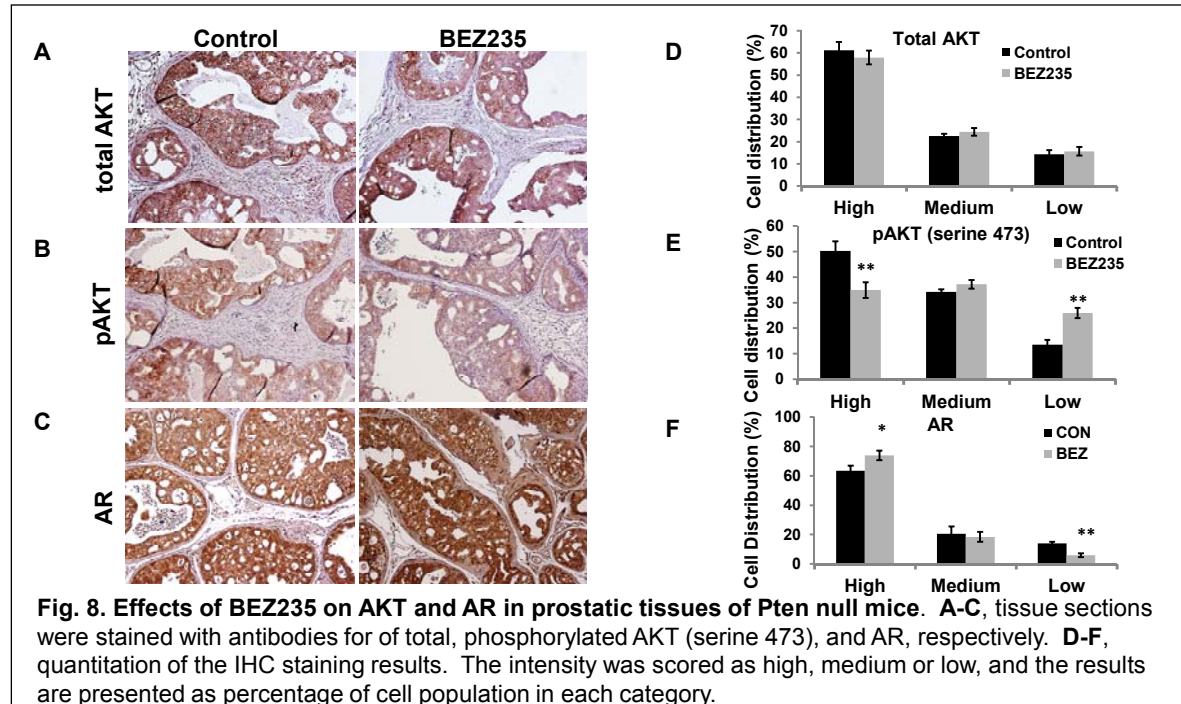 Control
BEZ235
A
total AKT
B
pAKT
C
AR
D
Total AKT
Control
BEZ235
Cell distribution (%)
70
60
50
40
30
20
10
0
High Medium Low
E
pAKT (serine 473)
Control
BEZ235
Cell distribution (%)
60
50
40
30
20
10
0
**
**
High Medium Low
F
AR
CON
BEZ
Cell Distribution (%)
100
80
60
40
20
0
*
**
High Medium Low
Fig. 8. Effects of BEZ235 on AKT and AR in prostatic tissues of Pten null mice. A-C, tissue sections
were stained with antibodies for of total, phosphorylated AKT (serine 473), and AR, respectively. D-F,
quantitation of the IHC staining results. The intensity was scored as high, medium or low, and the results
are presented as percentage of cell population in each category.